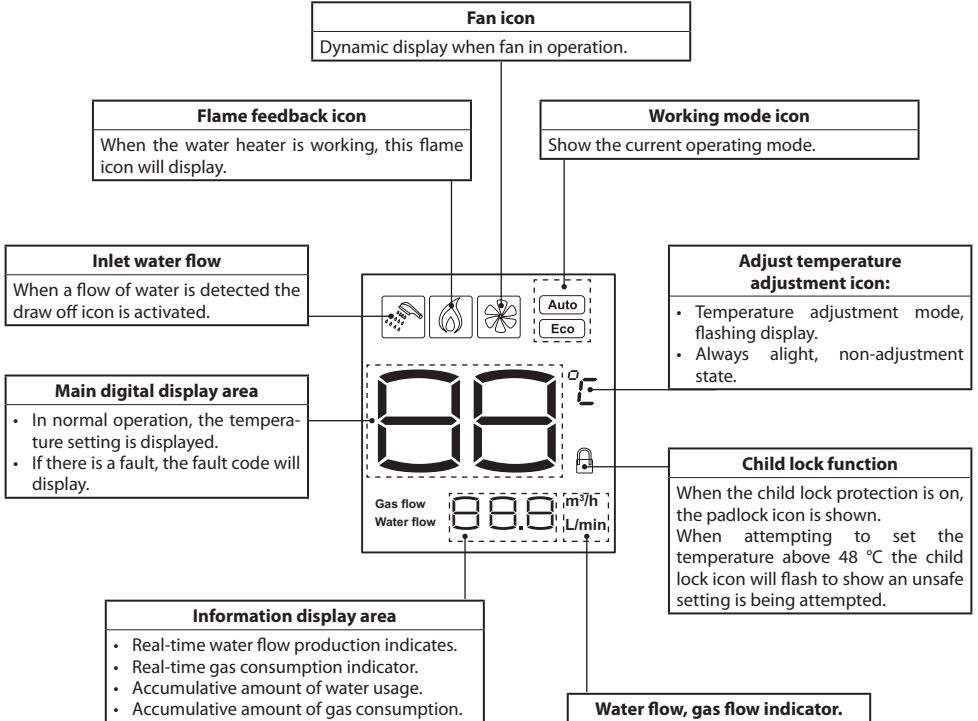 Fan icon
Dynamic display when fan in operation.
Flame feedback icon
When the water heater is working, this flame
icon will display.
Working mode icon
Show the current operating mode.
Inlet water flow
When a flow of water is detected the
draw off icon is activated.
Adjust temperature
adjustment icon:
• Temperature adjustment mode,
flashing display.
• Always alight, non-adjustment
state.
Auto
Eco
Main digital display area
• In normal operation, the tempera-
ture setting is displayed.
• If there is a fault, the fault code will
display.
88
°C
Child lock function
When the child lock protection is on,
the padlock icon is shown.
When attempting to set the
temperature above 48 °C the child
lock icon will flash to show an unsafe
setting is being attempted.
Gas flow
Water flow
88.8
m³/h
L/min
Information display area
• Real-time water flow production indicates.
• Real-time gas consumption indicator.
• Accumulative amount of water usage.
• Accumulative amount of gas consumption.
Water flow, gas flow indicator.